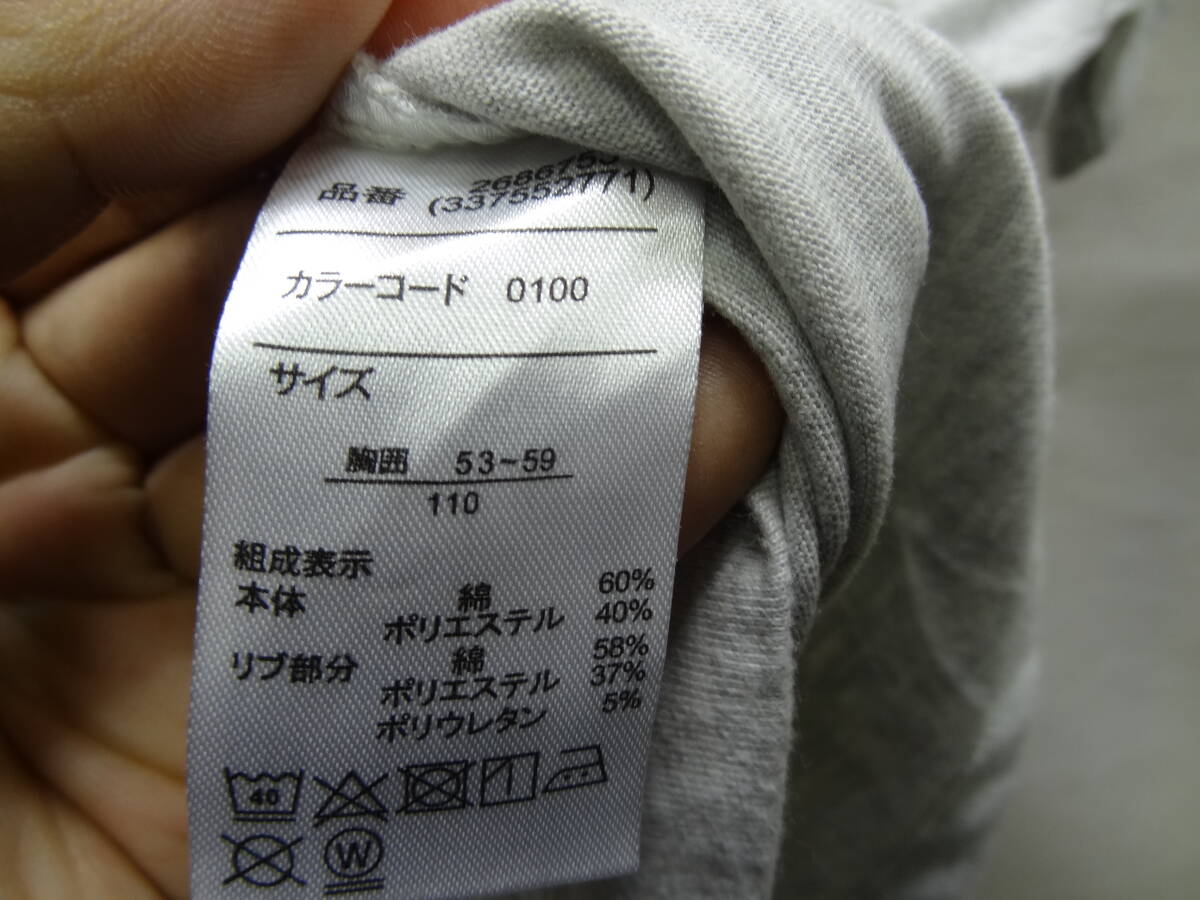 品番
(337552771)
カラーコード 0100
サイズ
胸囲 53~59
110
組成表示
本体 綿 60%
ポリエステル 40%
リブ部分 綿 58%
ポリエステル 37%
ポリウレタン 5%
40
W